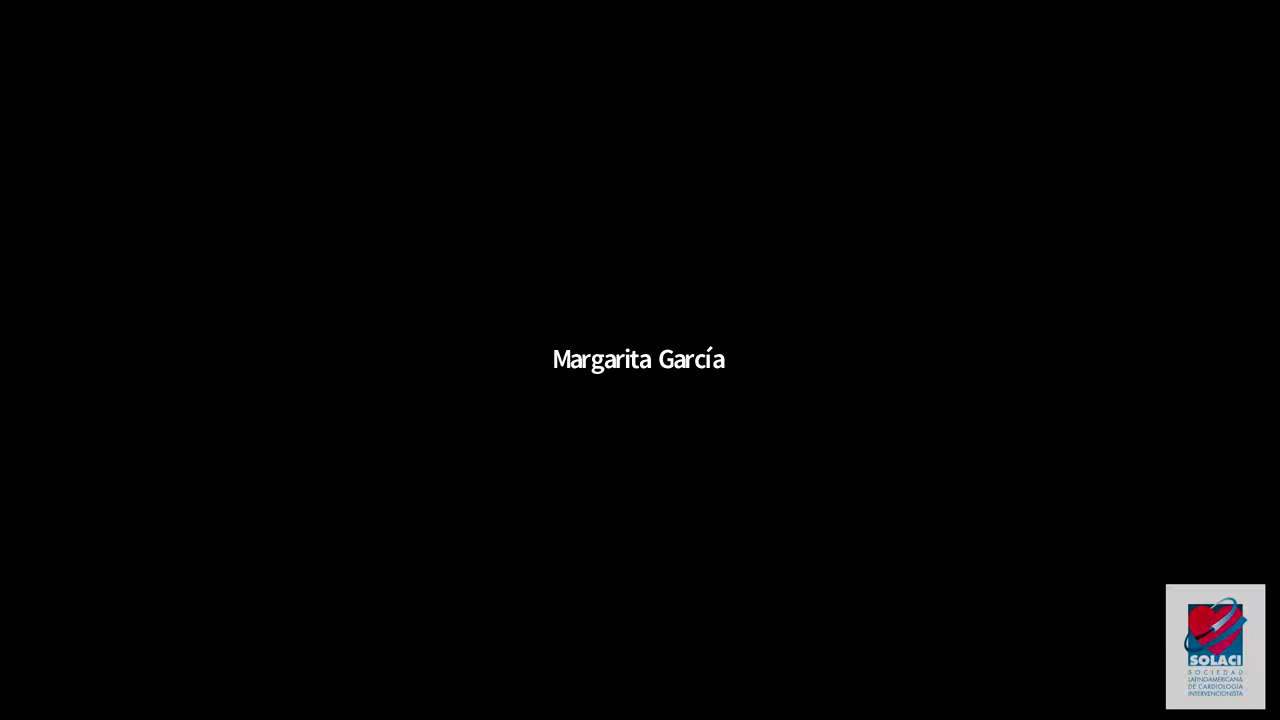 Margarita García
SOLACI
SOCIEDAD
LATINOAMERICANA
DE CARDIOLOGIA
INTERVENCIONISTA